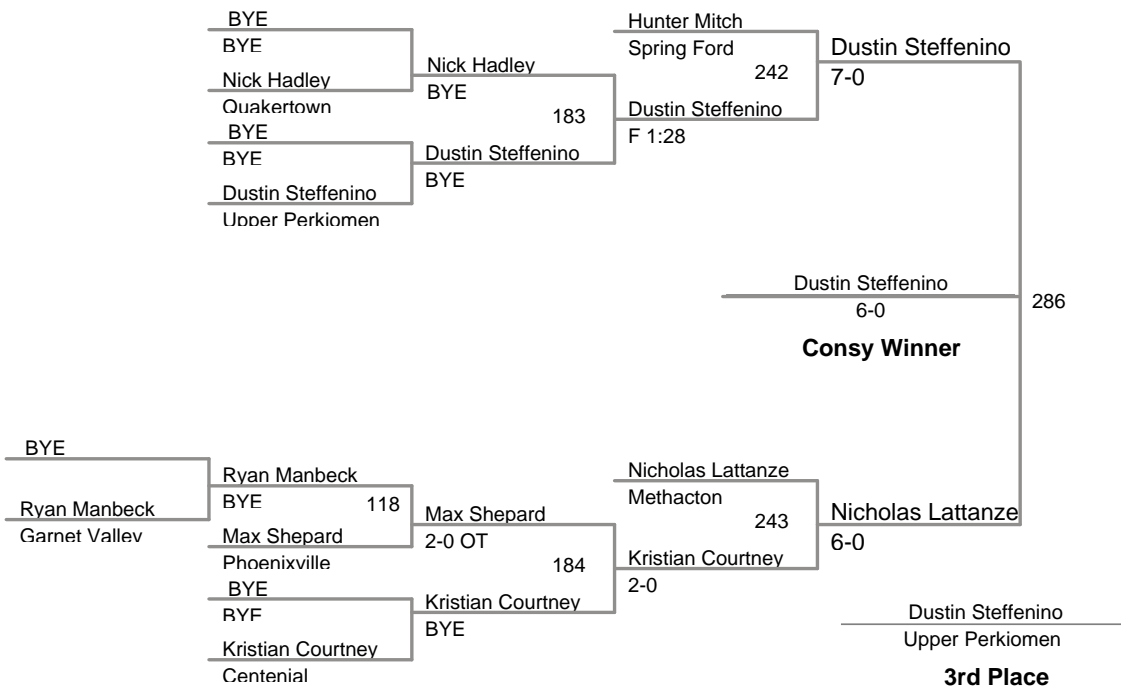 BYE
BYE
Nick Hadley
Quakertown
BYE
BYE
Dustin Steffenino
Upper Perkiomen
Nick Hadley
BYE
183
Dustin Steffenino
BYE
Hunter Mitch
Spring Ford
242
Dustin Steffenino
F 1:28
Dustin Steffenino
7-0
Dustin Steffenino
6-0
Consy Winner
286
BYE
Ryan Manbeck
Garnet Valley
Ryan Manbeck
BYE
118
Max Shepard
Phoenixville
BYE
BYE
Kristian Courtney
Centenial
Max Shepard
2-0 OT
184
Kristian Courtney
BYE
Nicholas Lattanze
Methacton
243
Kristian Courtney
2-0
Nicholas Lattanze
6-0
Dustin Steffenino
Upper Perkiomen
3rd Place